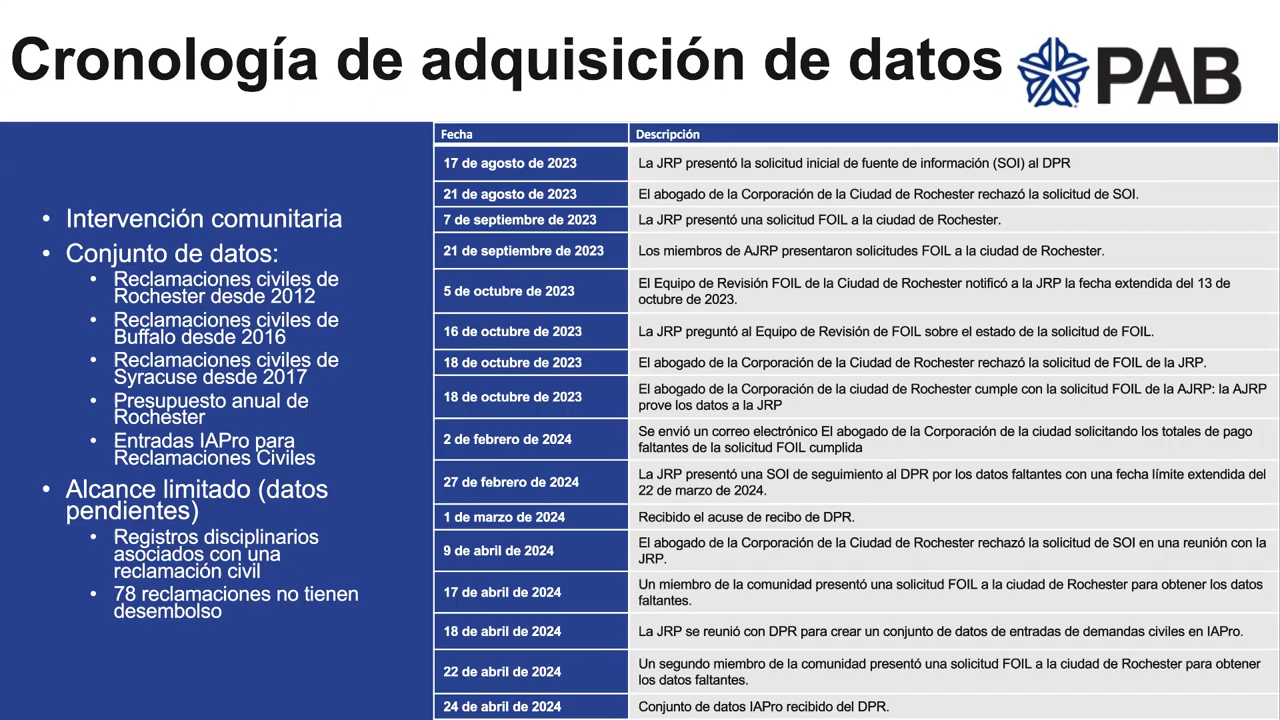 Cronología de adquisición de datos
PAB
• Intervención comunitaria
• Conjunto de datos:
• Reclamaciones civiles de
Rochester desde 2012
• Reclamaciones civiles de
Buffalo desde 2016
• Reclamaciones civiles de
Syracuse desde 2017
• Presupuesto anual de
Rochester
• Entradas IAPro para
Reclamaciones Civiles
• Alcance limitado (datos
pendientes)
• Registros disciplinarios
asociados con una
reclamación civil
• 78 reclamaciones no tienen
desembolso
Fecha Descripción
17 de agosto de 2023 La JRP presentó la solicitud inicial de fuente de información (SOI) al DPR
21 de agosto de 2023 El abogado de la Corporación de la Ciudad de Rochester rechazó la solicitud de SOI.
7 de septiembre de 2023 La JRP presentó una solicitud FOIL a la ciudad de Rochester.
21 de septiembre de 2023 Los miembros de AJRP presentaron solicitudes FOIL a la ciudad de Rochester.
5 de octubre de 2023 El Equipo de Revisión FOIL de la Ciudad de Rochester notificó a la JRP la fecha extendida del 13 de
octubre de 2023.
16 de octubre de 2023 La JRP preguntó al Equipo de Revisión de FOIL sobre el estado de la solicitud de FOIL.
18 de octubre de 2023 El abogado de la Corporación de la Ciudad de Rochester rechazó la solicitud de FOIL de la JRP.
18 de octubre de 2023 El abogado de la Corporación de la ciudad de Rochester cumple con la solicitud FOIL de la AJRP: la AJRP
prove los datos a la JRP
2 de febrero de 2024 Se envió un correo electrónico El abogado de la Corporación de la ciudad solicitando los totales de pago
faltantes de la solicitud FOIL cumplida
27 de febrero de 2024 La JRP presentó una SOI de seguimiento al DPR por los datos faltantes con una fecha límite extendida del
22 de marzo de 2024.
1 de marzo de 2024 Recibido el acuse de recibo de DPR.
9 de abril de 2024 El abogado de la Corporación de la Ciudad de Rochester rechazó la solicitud de SOI en una reunión con la
JRP.
17 de abril de 2024 Un miembro de la comunidad presentó una solicitud FOIL a la ciudad de Rochester para obtener los datos
faltantes.
18 de abril de 2024 La JRP se reunió con DPR para crear un conjunto de datos de entradas de demandas civiles en IAPro.
22 de abril de 2024 Un segundo miembro de la comunidad presentó una solicitud FOIL a la ciudad de Rochester para obtener
los datos faltantes.
24 de abril de 2024 Conjunto de datos IAPro recibido del DPR.